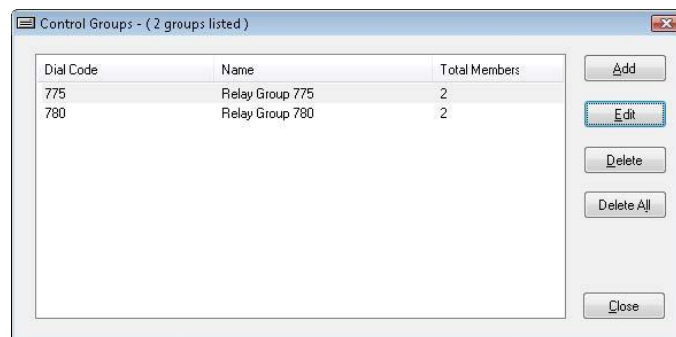 Control Groups - ( 2 groups listed )
Dial Code Name Total Members
775 Relay Group 775 2
780 Relay Group 780 2
Add
Edit
Delete
Delete All
Close